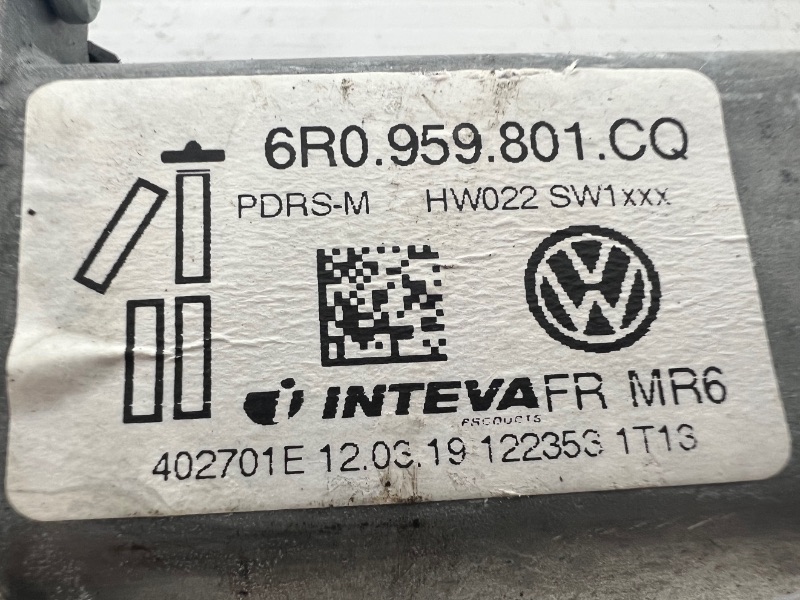 6R0.959.801.CQ
PDRS-M HW022 SW1xxx
INTEVA FR MR6
PRODUCTS
402701E 12.03.19 122353 1T13